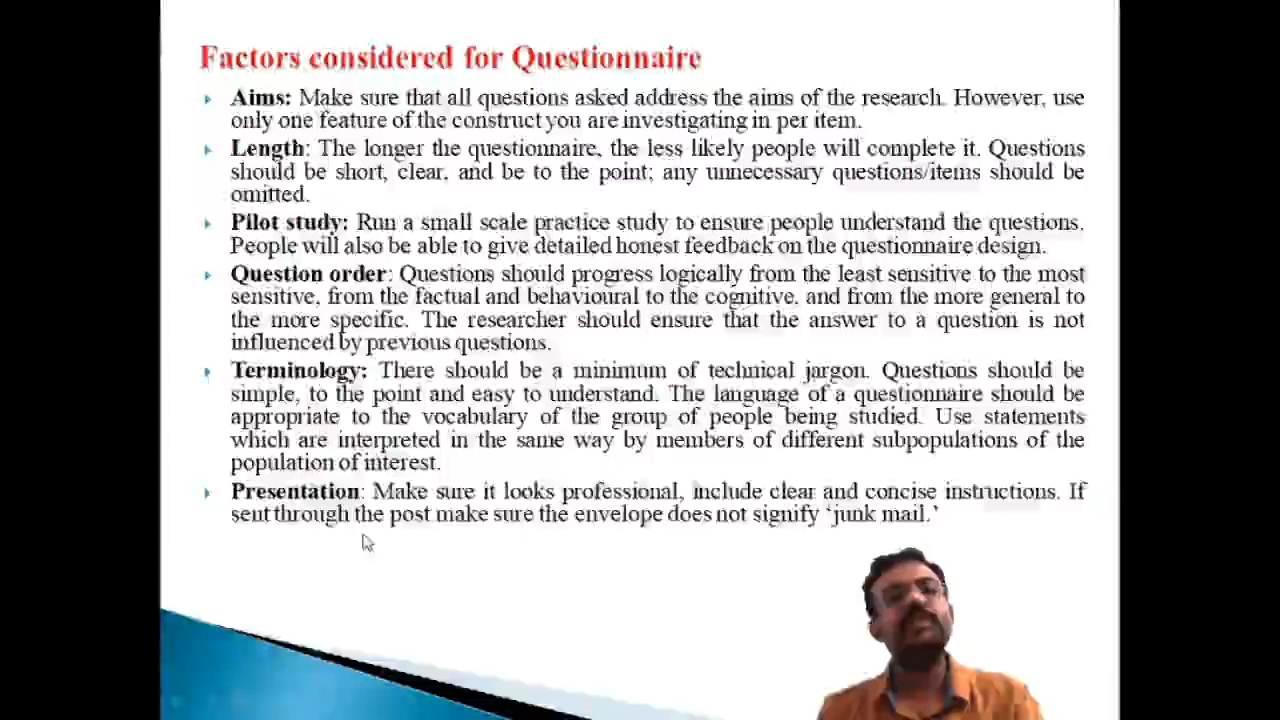 Factors considered for Questionnaire
Aims: Make sure that all questions asked address the aims of the research. However, use
only one feature of the construct you are investigating in per item.
Length: The longer the questionnaire, the less likely people will complete it. Questions
should be short, clear, and be to the point; any unnecessary questions/items should be
omitted.
Pilot study: Run a small scale practice study to ensure people understand the questions.
People will also be able to give detailed honest feedback on the questionnaire design.
Question order: Questions should progress logically from the least sensitive to the most
sensitive, from the factual and behavioural to the cognitive, and from the more general to
the more specific. The researcher should ensure that the answer to a question is not
influenced by previous questions.
Terminology: There should be a minimum of technical jargon. Questions should be
simple, to the point and easy to understand. The language of a questionnaire should be
appropriate to the vocabulary of the group of people being studied. Use statements
which are interpreted in the same way by members of different subpopulations of the
population of interest.
Presentation: Make sure it looks professional, include clear and concise instructions. If
sent through the post make sure the envelope does not signify ‘junk mail.’